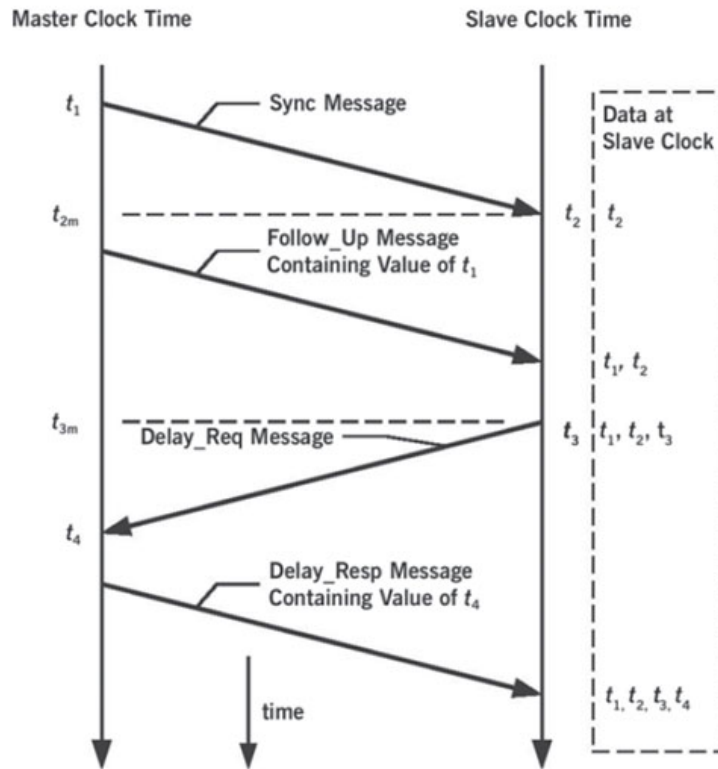 Master Clock Time
Slave Clock Time
t1
Sync Message
Data at
Slave Clock
t2m
t2
t2
Follow_Up Message
Containing Value of t1
t1, t2
t3m
t3
t1, t2, t3
Delay_Req Message
t4
Delay_Resp Message
Containing Value of t4
t1, t2, t3, t4
time